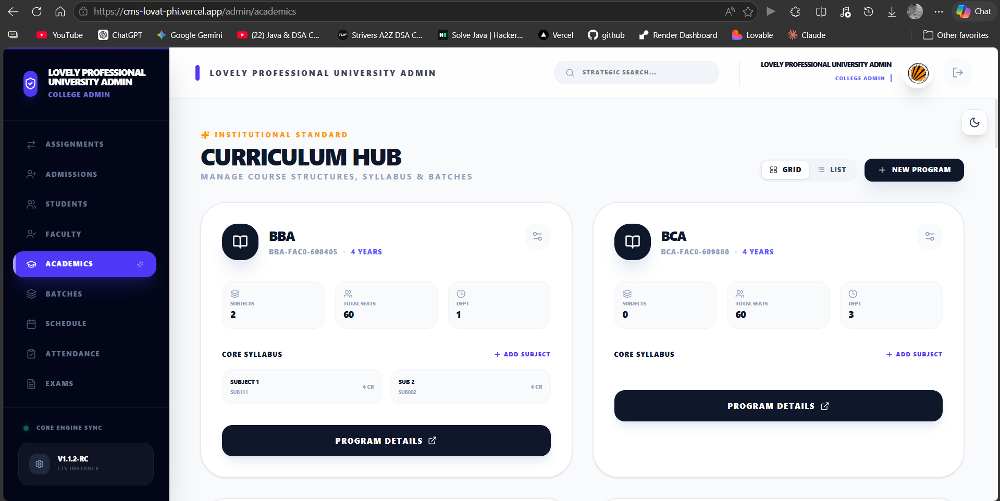 https://cms-lovat-phi.vercel.app/admin/academics
Chat
YouTube
ChatGPT
Google Gemini
(22) Java & DSA C...
TUF
Strivers A2Z DSA C...
H
Solve Java | Hacker...
Vercel
github
Render Dashboard
Lovable
Claude
Other favorites
LOVELY PROFESSIONAL
UNIVERSITY ADMIN
COLLEGE ADMIN
ASSIGNMENTS
ADMISSIONS
STUDENTS
FACULTY
ACADEMICS
BATCHES
SCHEDULE
ATTENDANCE
EXAMS
CORE ENGINE SYNC
V1.1.2-RC
LTS INSTANCE
LOVELY PROFESSIONAL UNIVERSITY ADMIN
STRATEGIC SEARCH...
LOVELY PROFESSIONAL UNIVERSITY ADMIN
COLLEGE ADMIN
INSTITUTIONAL STANDARD
CURRICULUM HUB
MANAGE COURSE STRUCTURES, SYLLABUS & BATCHES
GRID
LIST
NEW PROGRAM
BBA
BBA-FAC0-608405 • 4 YEARS
SUBJECTS
2
TOTAL SEATS
60
DEPT
1
CORE SYLLABUS
+ ADD SUBJECT
SUBJECT 1
SUB111
4 CR
SUB 2
SUB002
4 CR
PROGRAM DETAILS
BCA
BCA-FAC0-609880 • 4 YEARS
SUBJECTS
0
TOTAL SEATS
60
DEPT
3
CORE SYLLABUS
+ ADD SUBJECT
PROGRAM DETAILS